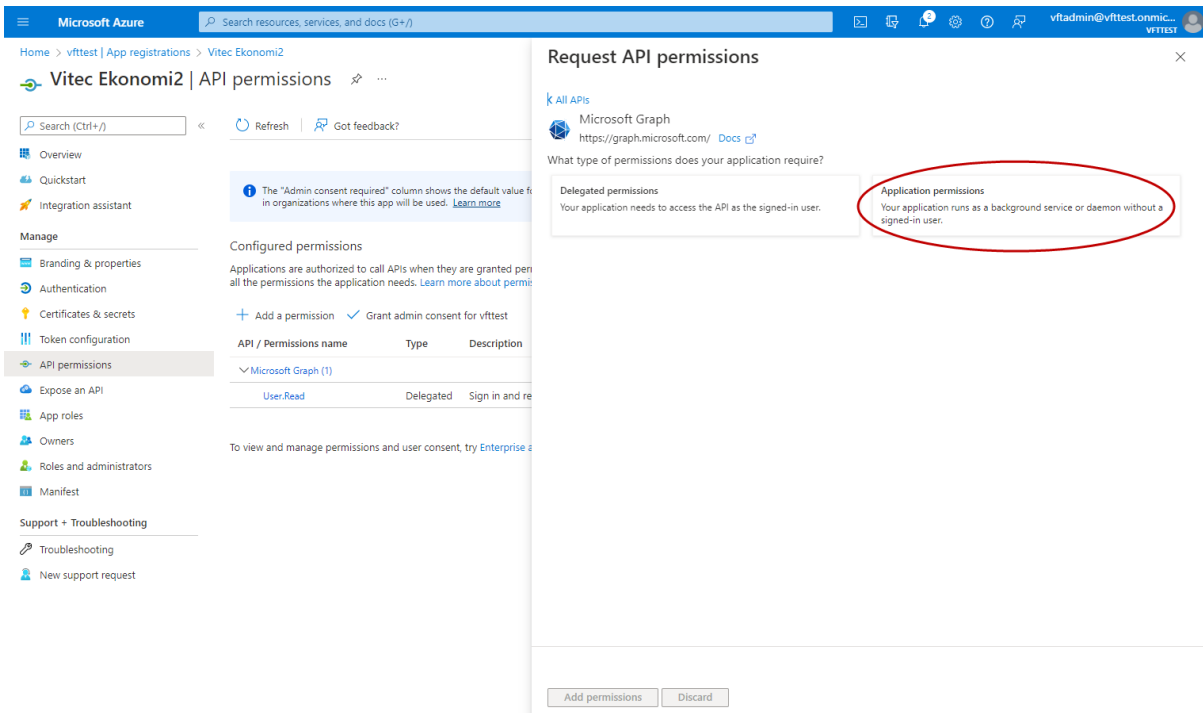 Microsoft Azure
Search resources, services, and docs (G+/)
2
vftadmin@vfttest.onmic...
VFTTEST
Home > vfttest | App registrations > Vitec Ekonomi2
Vitec Ekonomi2 | API permissions
Search (Ctrl+/)
«
Overview
Quickstart
Integration assistant
Manage
Branding & properties
Authentication
Certificates & secrets
Token configuration
API permissions
Expose an API
App roles
Owners
Roles and administrators
Manifest
Support + Troubleshooting
Troubleshooting
New support request
Refresh
Got feedback?
The "Admin consent required" column shows the default value fo
in organizations where this app will be used. Learn more
Configured permissions
Applications are authorized to call APIs when they are granted perm
all the permissions the application needs. Learn more about permis
Add a permission
Grant admin consent for vfttest
API / Permissions name Type Description
Microsoft Graph (1)
User.Read Delegated Sign in and re
To view and manage permissions and user consent, try Enterprise a
Request API permissions
All APIs
Microsoft Graph
https://graph.microsoft.com/ Docs
What type of permissions does your application require?
Delegated permissions
Your application needs to access the API as the signed-in user.
Application permissions
Your application runs as a background service or daemon without a
signed-in user.
Add permissions
Discard